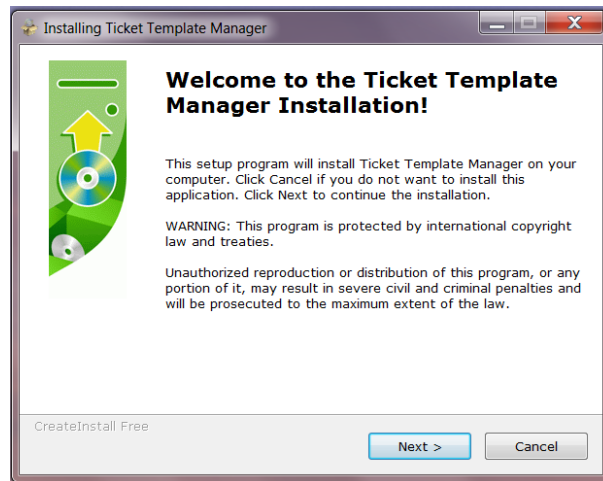 Installing Ticket Template Manager
Welcome to the Ticket Template
Manager Installation!
This setup program will install Ticket Template Manager on your
computer. Click Cancel if you do not want to install this
application. Click Next to continue the installation.
WARNING: This program is protected by international copyright
law and treaties.
Unauthorized reproduction or distribution of this program, or any
portion of it, may result in severe civil and criminal penalties and
will be prosecuted to the maximum extent of the law.
CreateInstall Free
Next >
Cancel